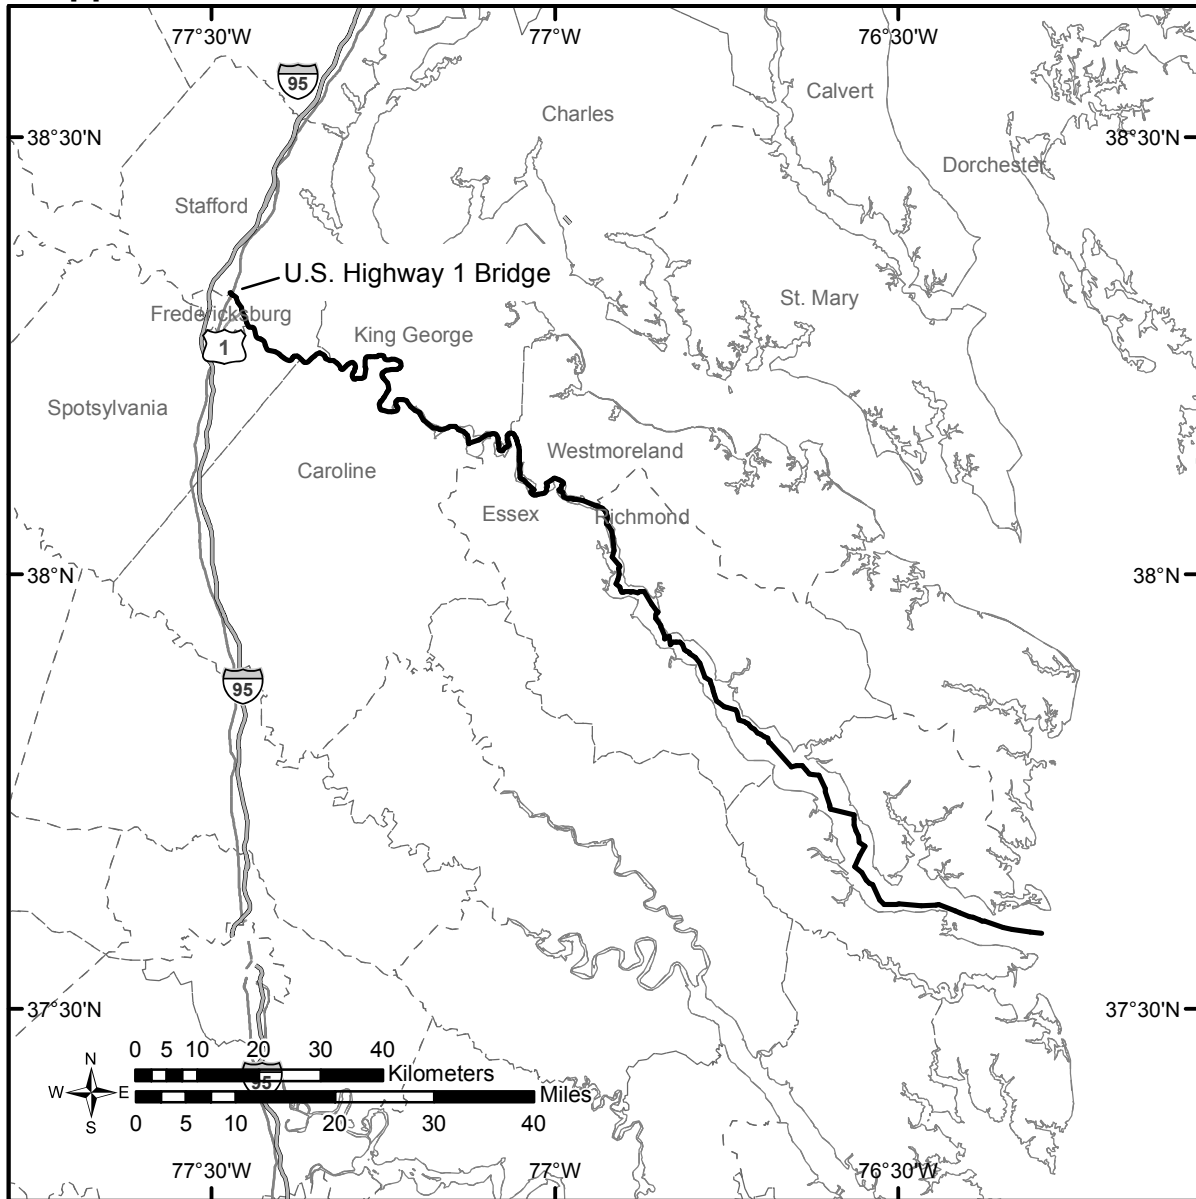 77°30'W 77°W 76°30'W
95
Calvert
Charles
38°30'N 38°30'N
Dorchester
Stafford
U.S. Highway 1 Bridge
St. Mary
Fredericksburg
King George
1
Spotsylvania
Westmoreland
Caroline
Essex Richmond
38°N 38°N
95
37°30'N 37°30'N
0 5 10 20 30 40
N
Kilometers
95
W E
Miles
S
0 5 10 20 30 40
77°30'W 77°W 76°30'W